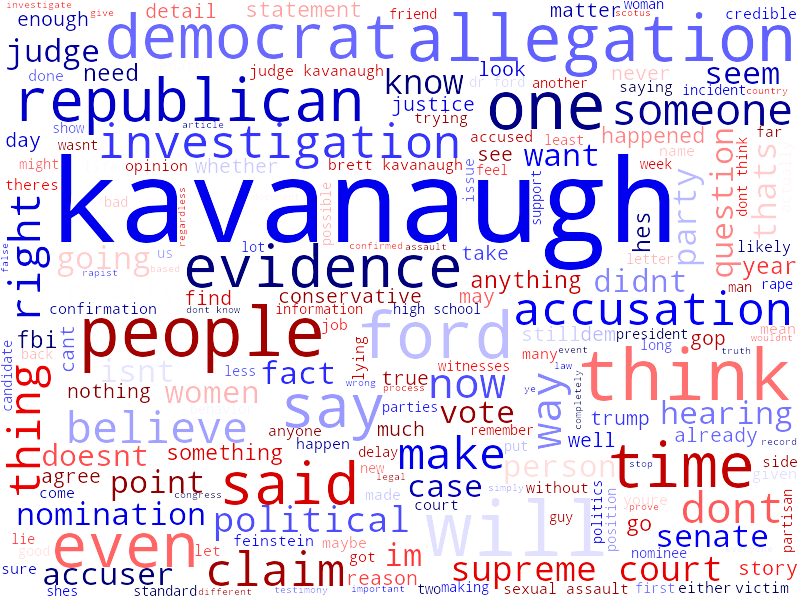 investigate
give
enough
detail
statement
friend
matter
woman
scotus
credible
democrat
allegation
judge
need
judge kavanaugh
know
look
dr ford
another
never
saying
seem
incident
country
republican
justice
trying
one
someone
done
day
show
article
wasnt
investigation
accused
least
happened
far
might
opinion
whether
brett kavanaugh
see
feel
want
week
name
theres
kavanaugh
issue
support
party
question
dont think
thats
bad
regardless
possible
hes
right
going
us
lot
confirmed
assault
take
letter
likely
false
rapist
based
evidence
anything
didnt
year
man
rape
find
conservative
may
accusation
mean
confirmation
dont know
information
high school
job
people
ford
still
dem
president
gop
wouldnt
fbi
cant
back
candidate
isnt
less
fact
lying
wrong
true
process
witnesses
now
many
event
law
long
truth
think
thing
nothing
women
say
parties
vote
ye
way
completely
trump
hearing
believe
anyone
happen
much
remember
put
well
already
record
doesnt
something
delay
make
person
time
side
given
agree
come
point
congress
said
new
legal
made
case
simply
without
politics
position
stop
youre
prove
dont
partisan
nomination
political
court
guy
go
senate
lie
good
even
feinstein
let
maybe
got
im
reason
nominee
sure
accuser
claim
supreme court
story
shes
standard
different
testimony
important
two
making
sexual assault
first
either
victim